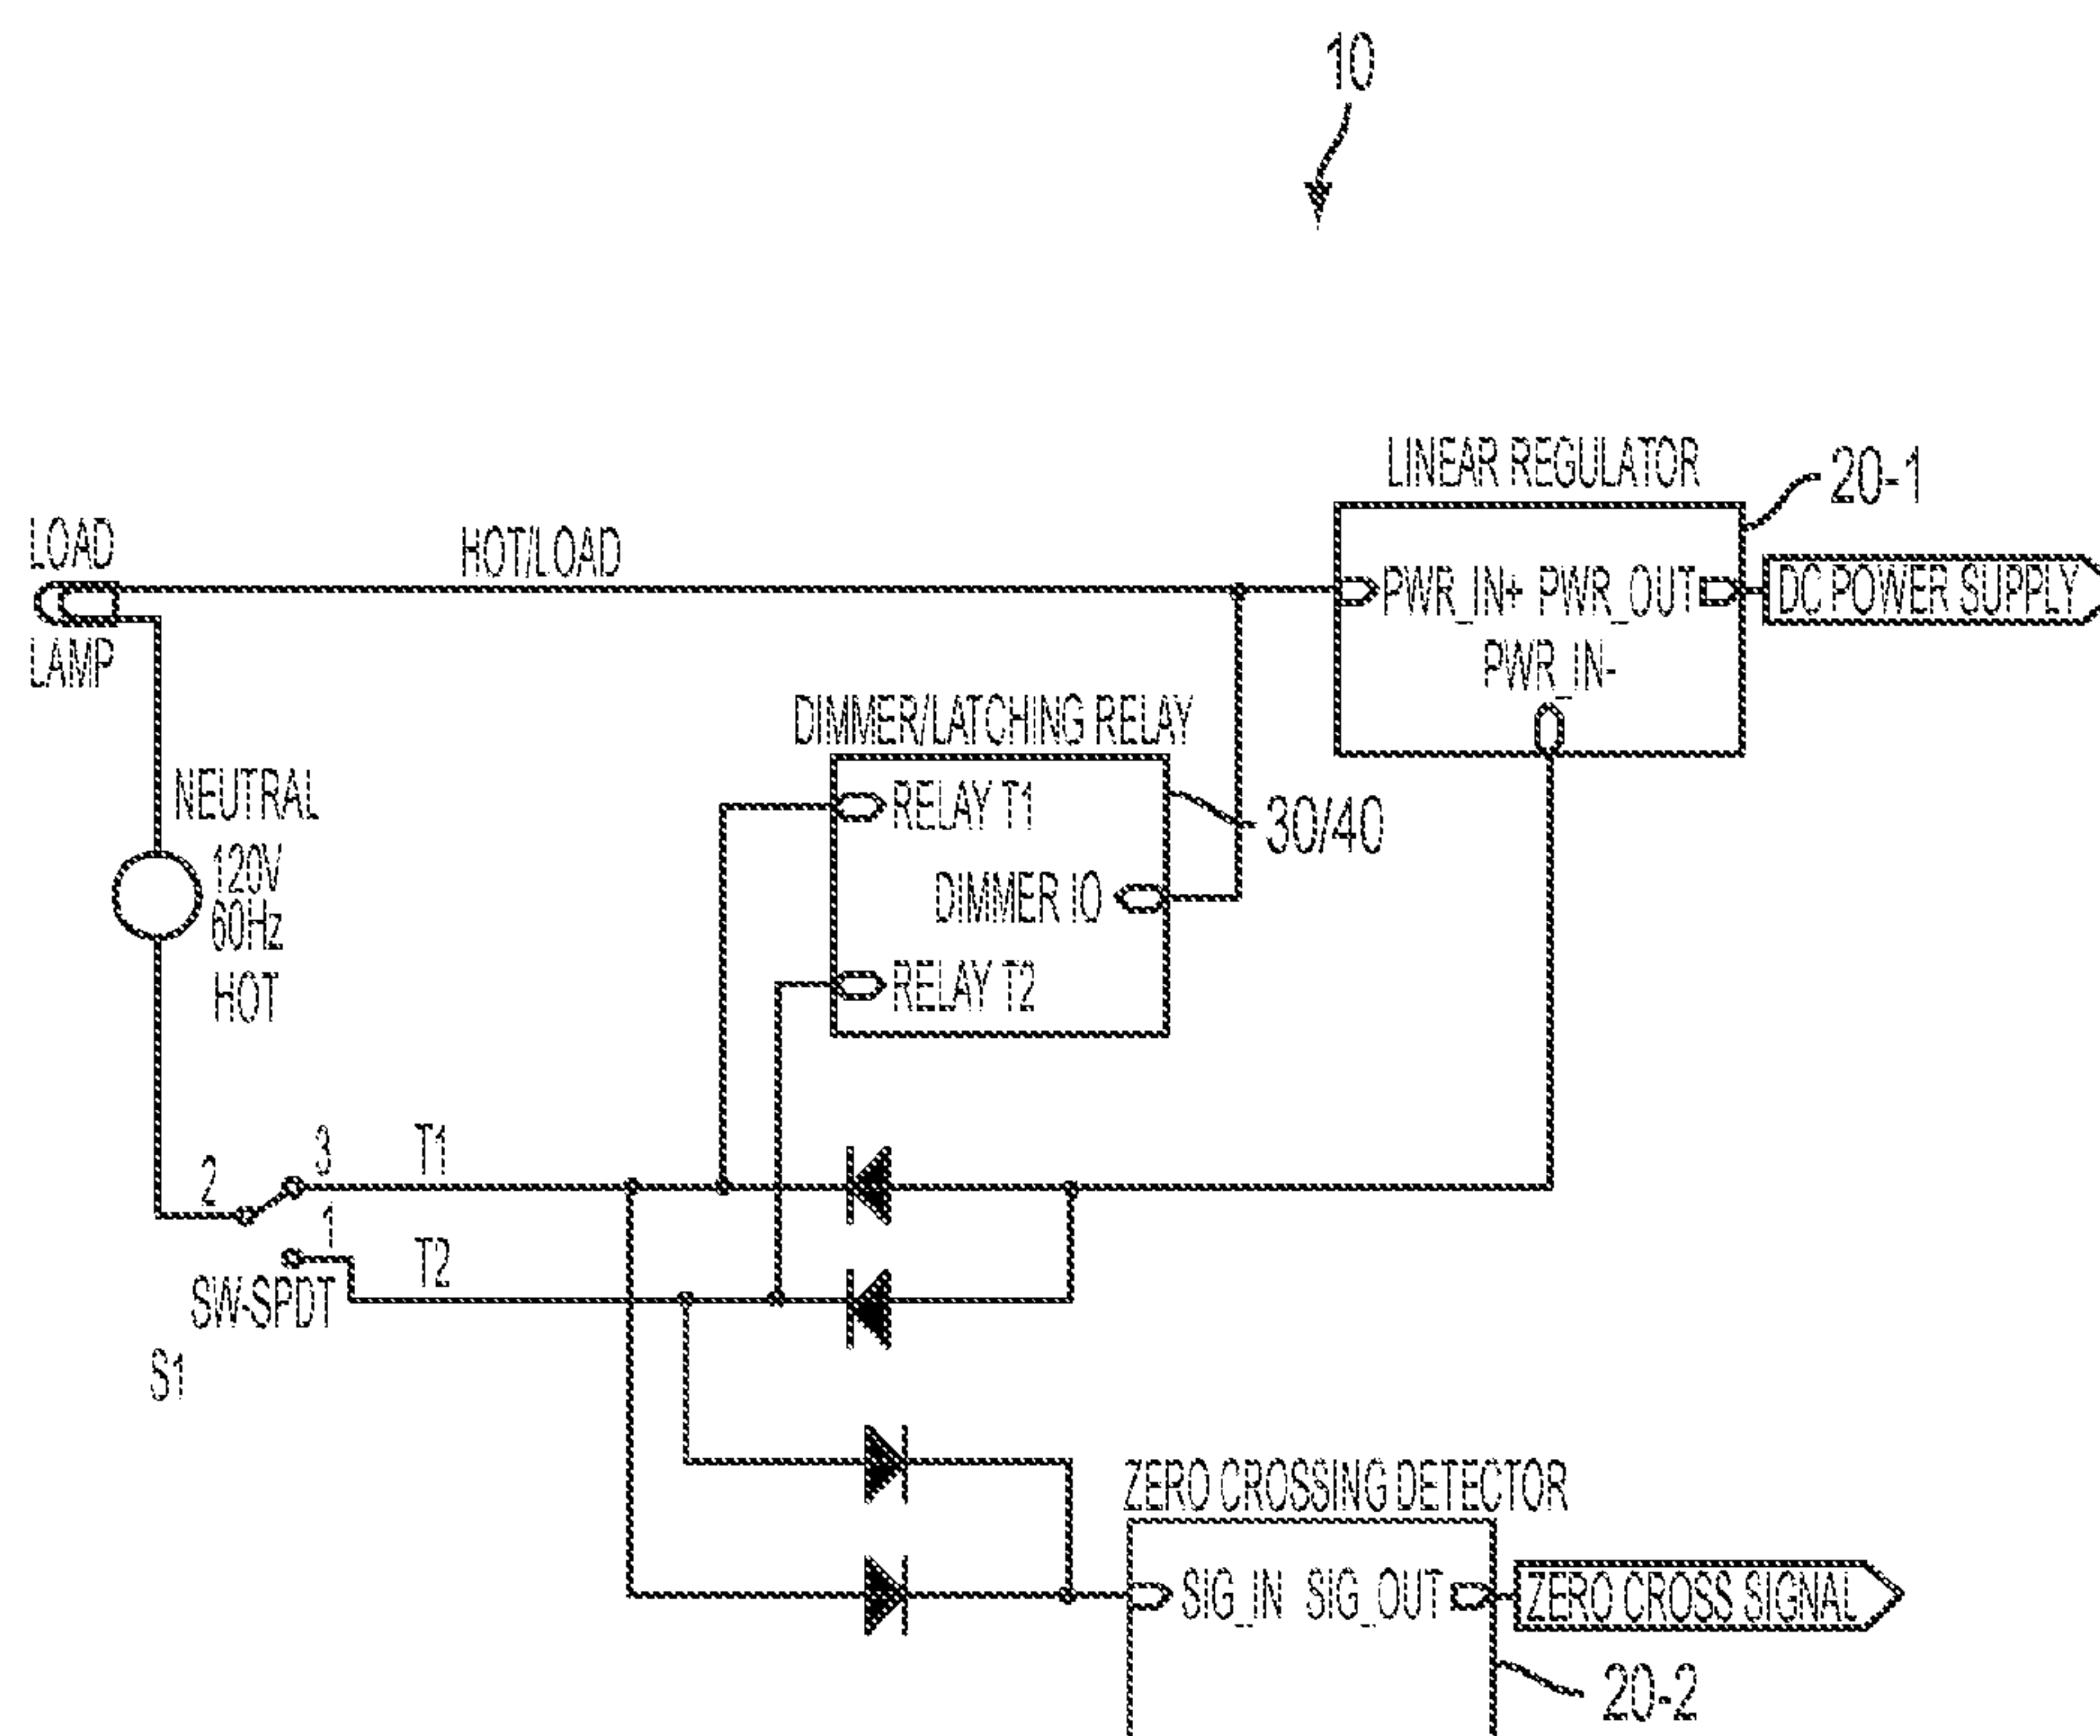 10
LINEAR REGULATOR
20-1
LOAD
HOT/LOAD
PWR_IN+ PWR_OUT
DC POWER SUPPLY
LAMP
PWR_IN-
DIMMER/LATCHING RELAY
NEUTRAL
RELAY T1
30/40
120V
60Hz
DIMMER IO
HOT
RELAY T2
2
3
T1
1
T2
SW-SPDT
S1
ZERO CROSSING DETECTOR
SIG_IN SIG_OUT
ZERO CROSS SIGNAL
20-2